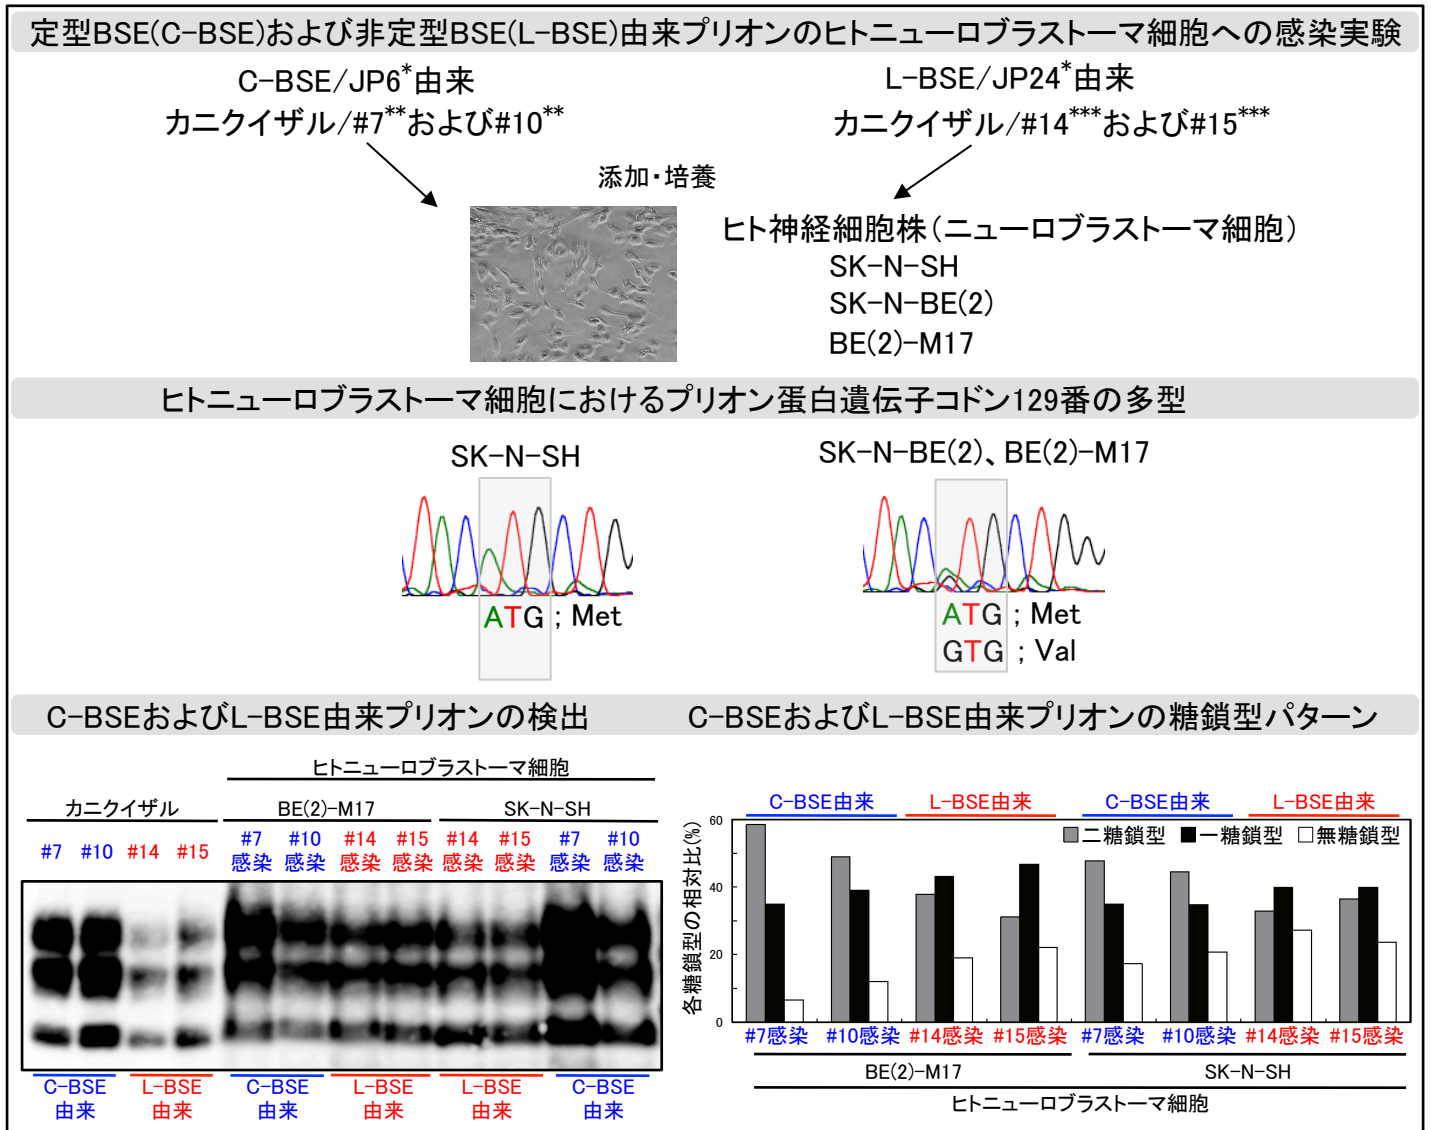 定型BSE(C-BSE)および非定型BSE(L-BSE)由来プリオンのヒトニューロブラストーマ細胞への感染実験
C-BSE/JP6*由来
カニクイザル/#7**および#10**
L-BSE/JP24*由来
カニクイザル/#14***および#15***
添加・培養
ヒト神経細胞株(ニューロブラストーマ細胞)
SK-N-SH
SK-N-BE(2)
BE(2)-M17
ヒトニューロブラストーマ細胞におけるプリオン蛋白遺伝子コドン129番の多型
SK-N-SH
ATG ; Met
SK-N-BE(2)、BE(2)-M17
ATG ; Met
GTG ; Val
C-BSEおよびL-BSE由来プリオンの検出
ヒトニューロブラストーマ細胞
カニクイザル BE(2)-M17 SK-N-SH
#7 #10 #14 #15 #7 #10 #14 #15 #14 #15 #7 #10
感染 感染 感染 感染 感染 感染 感染 感染
C-BSE L-BSE C-BSE L-BSE L-BSE C-BSE
由来 由来 由来 由来 由来 由来
C-BSEおよびL-BSE由来プリオンの糖鎖型パターン
C-BSE由来 L-BSE由来 C-BSE由来 L-BSE由来
二糖鎖型 一糖鎖型 無糖鎖型
各糖鎖型の相対比(%)
60
40
20
0
#7感染 #10感染 #14感染 #15感染 #7感染 #10感染 #14感染 #15感染
BE(2)-M17 SK-N-SH
ヒトニューロブラストーマ細胞